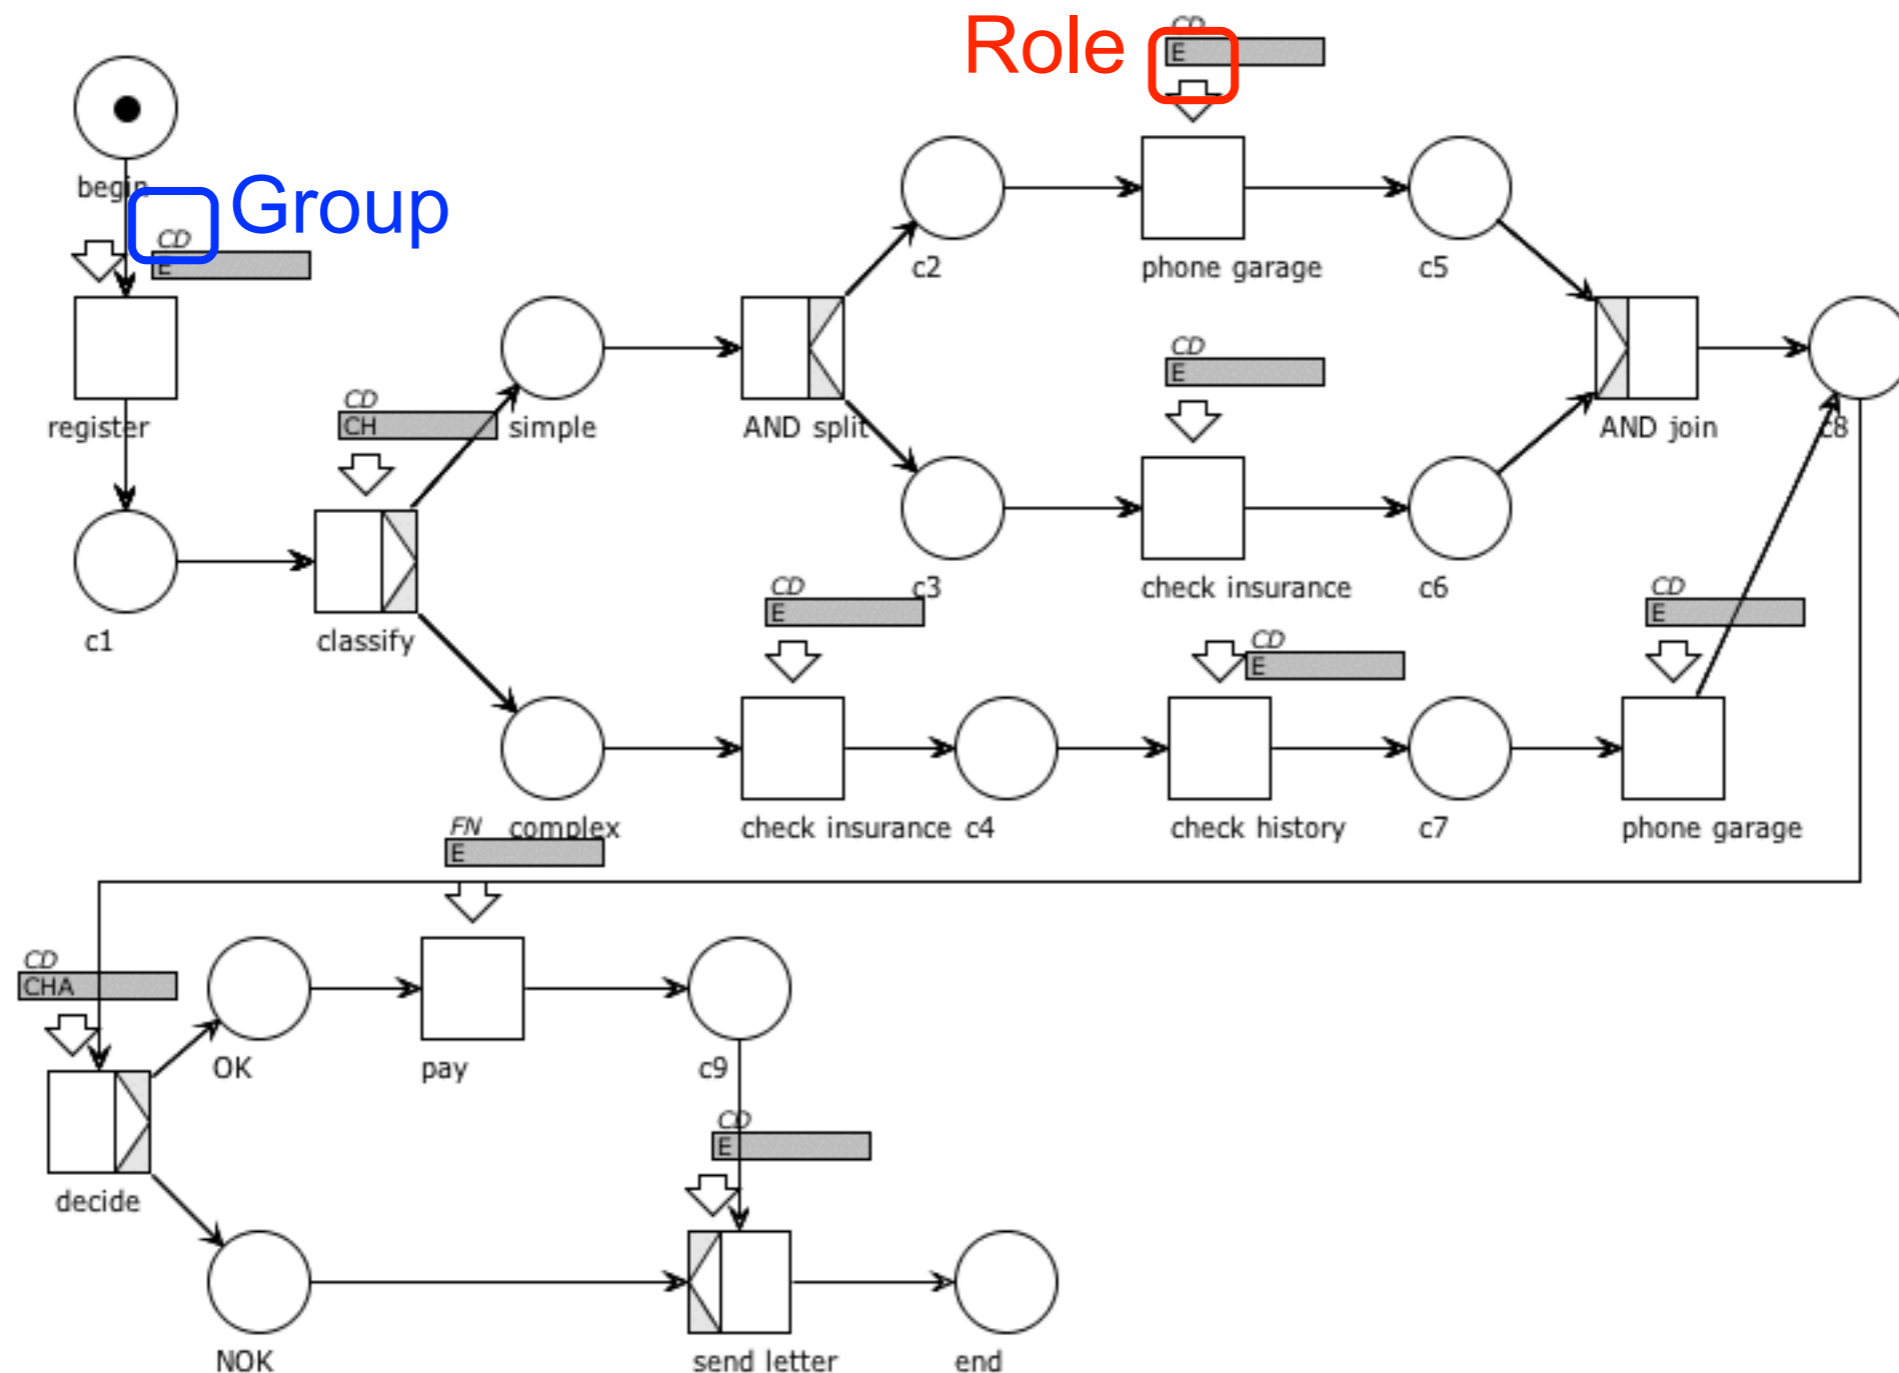 Role
CD
E
begin
Group
CD
E
c2
phone garage
c5
CD
E
register
CD
CH
simple
AND split
AND join
c8
c1
classify
CD
E
c3
check insurance
c6
CD
E
CD
E
complex
check insurance
c4
check history
c7
phone garage
FN
E
CD
CHA
OK
pay
c9
CD
E
decide
NOK
send letter
end